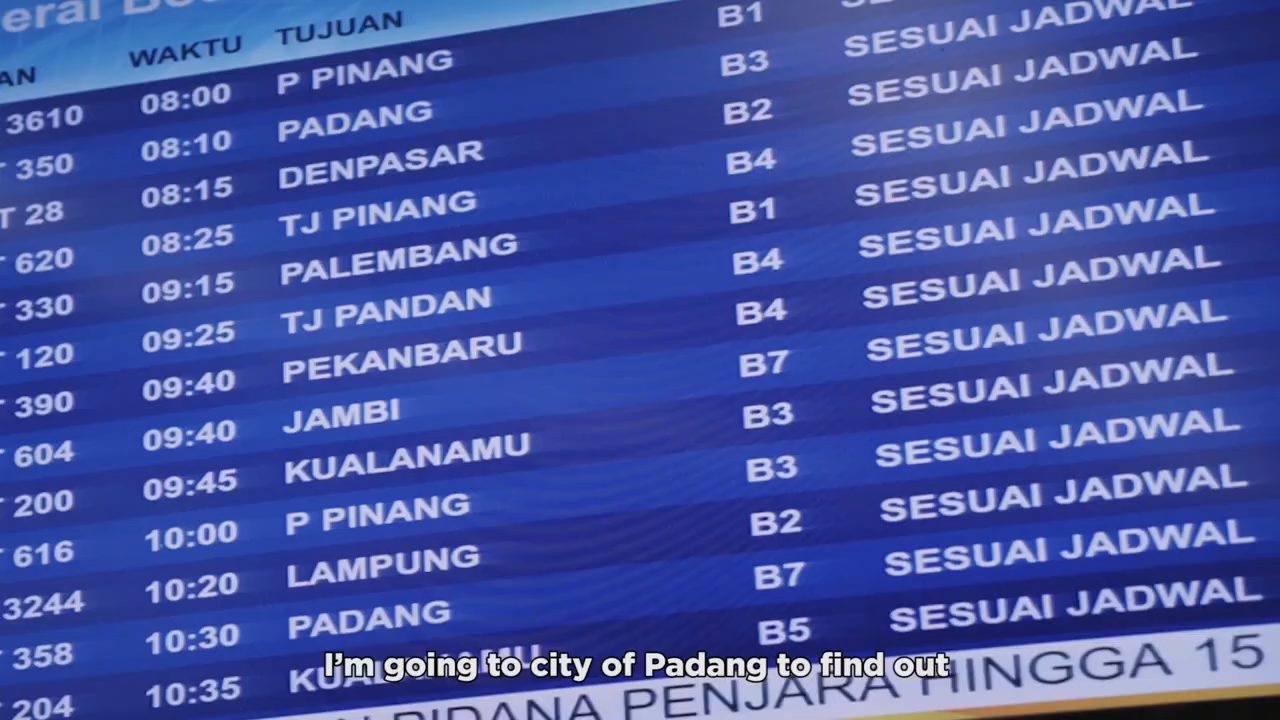 WAKTU TUJUAN
3610 08:00 P PINANG B1
350 08:10 PADANG B3 SESUAI JADWAL
T 28 08:15 DENPASAR B2 SESUAI JADWAL
620 08:25 TJ PINANG B4 SESUAI JADWAL
330 09:15 PALEMBANG B1 SESUAI JADWAL
120 09:25 TJ PANDAN B4 SESUAI JADWAL
390 09:40 PEKANBARU B4 SESUAI JADWAL
604 09:40 JAMBI B7 SESUAI JADWAL
200 09:45 KUALANAMU B3 SESUAI JADWAL
616 10:00 P PINANG B3 SESUAI JADWAL
3244 10:20 LAMPUNG B2 SESUAI JADWAL
358 10:30 PADANG B7 SESUAI JADWAL
204 10:35 KUALANAMU B5 SESUAI JADWAL
PIDANA PENJARA HINGGA 15
I'm going to city of Padang to find out